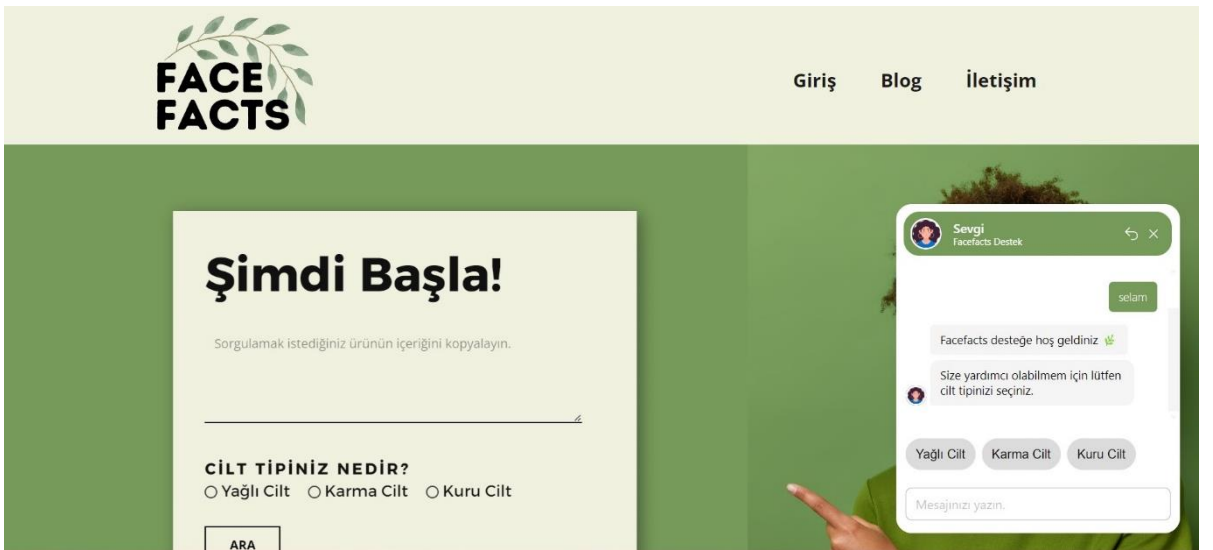 FACE
FACTS
Giriş Blog İletişim
Şimdi Başla!
Sorgulamak istediğiniz ürünün içeriğini kopyalayın.
CİLT TİPİNİZ NEDİR?
Yağlı Cilt Karma Cilt Kuru Cilt
ARA
Sevgi
Facefacts Destek
selam
Facefacts desteğe hoş geldiniz
Size yardımcı olabilmem için lütfen
cilt tipinizi seçiniz.
Yağlı Cilt Karma Cilt Kuru Cilt
Mesajınızı yazın.